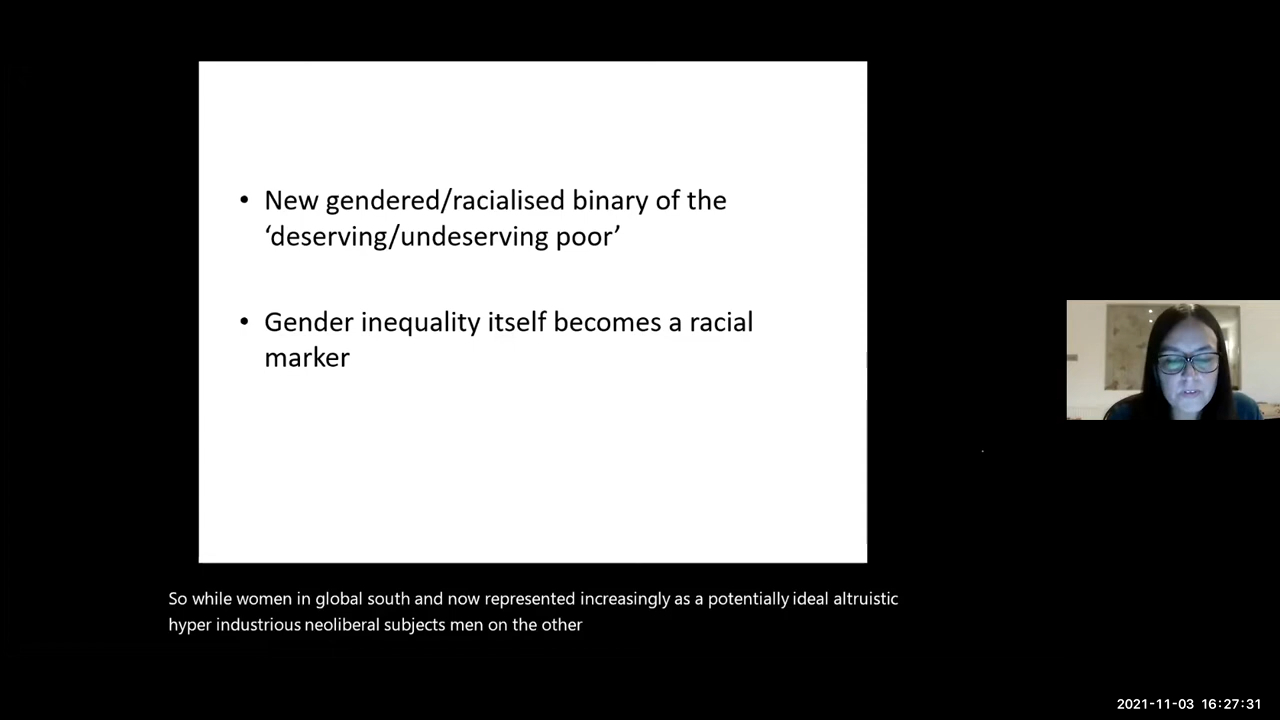 • New gendered/racialised binary of the
‘deserving/undeserving poor’
• Gender inequality itself becomes a racial
marker
So while women in global south and now represented increasingly as a potentially ideal altruistic
hyper industrious neoliberal subjects men on the other
2021-11-03 16:27:31